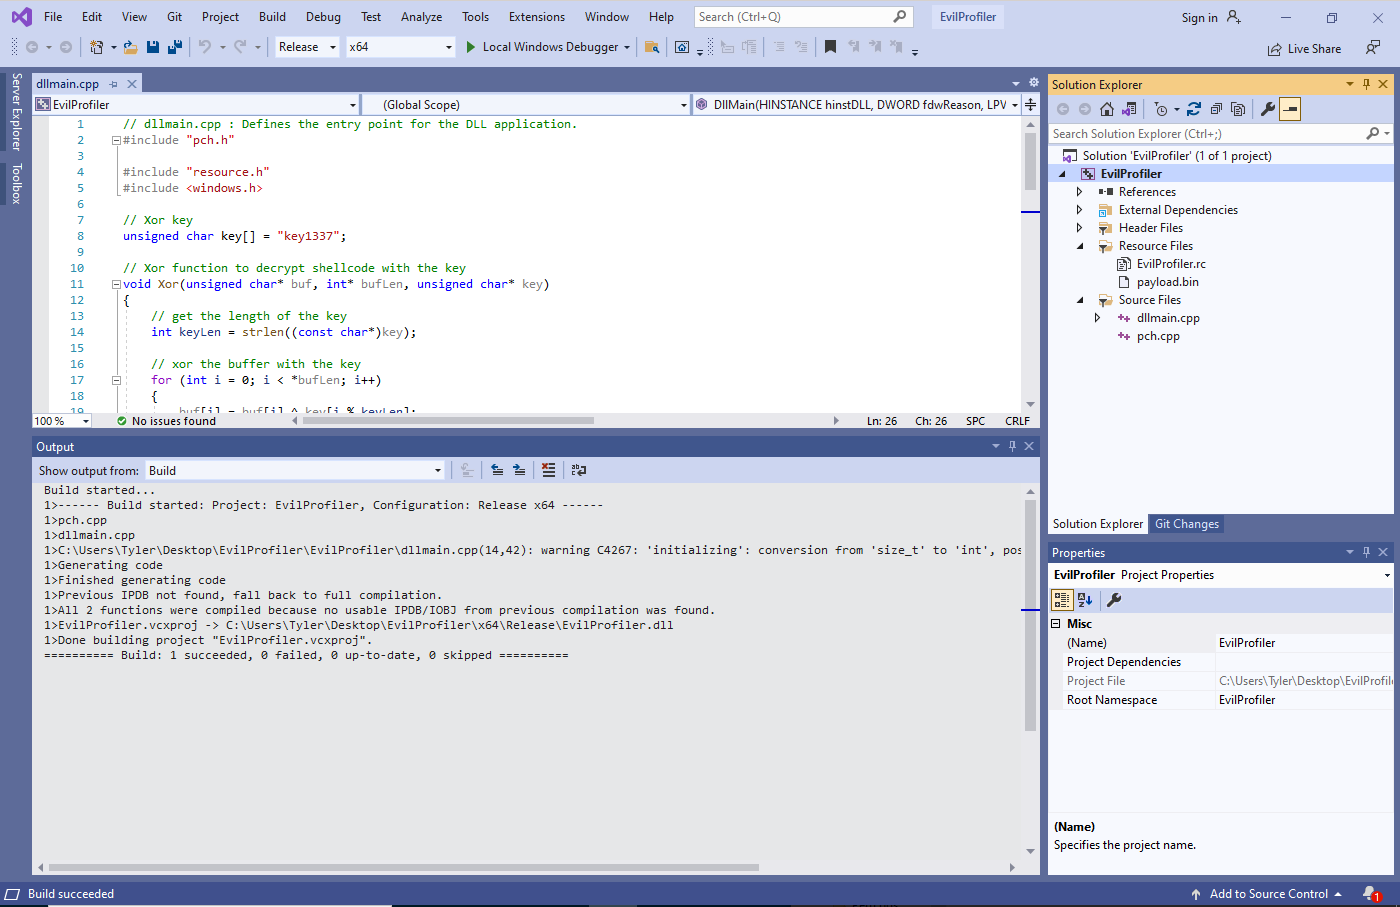 File Edit View Git Project Build Debug Test Analyze Tools Extensions Window Help Search (Ctrl+Q) EvilProfiler Sign in
Release x64 Local Windows Debugger Live Share
Server Explorer
Toolbox
dllmain.cpp
EvilProfiler (Global Scope) DllMain(HINSTANCE hinstDLL, DWORD fdwReason, LPV
1 // dllmain.cpp : Defines the entry point for the DLL application.
2 #include "pch.h"
3
4 #include "resource.h"
5 #include <windows.h>
6
7 // Xor key
8 unsigned char key[] = "key1337";
9
10 // Xor function to decrypt shellcode with the key
11 void Xor(unsigned char* buf, int* bufLen, unsigned char* key)
12 {
13 // get the length of the key
14 int keyLen = strlen((const char*)key);
15
16 // xor the buffer with the key
17 for (int i = 0; i < *bufLen; i++)
18 {
19 buf[i] = buf[i] ^ key[i % keyLen];
100 % No issues found Ln: 26 Ch: 26 SPC CRLF
Output
Show output from: Build
Build started...
1>------ Build started: Project: EvilProfiler, Configuration: Release x64 ------
1>pch.cpp
1>dllmain.cpp
1>C:\Users\Tyler\Desktop\EvilProfiler\EvilProfiler\dllmain.cpp(14,42): warning C4267: 'initializing': conversion from 'size_t' to 'int', pos
1>Generating code
1>Finished generating code
1>Previous IPDB not found, fall back to full compilation.
1>All 2 functions were compiled because no usable IPDB/IOBJ from previous compilation was found.
1>EvilProfiler.vcxproj -> C:\Users\Tyler\Desktop\EvilProfiler\x64\Release\EvilProfiler.dll
1>Done building project "EvilProfiler.vcxproj".
========== Build: 1 succeeded, 0 failed, 0 up-to-date, 0 skipped ==========
Solution Explorer
Search Solution Explorer (Ctrl+;)
Solution 'EvilProfiler' (1 of 1 project)
EvilProfiler
References
External Dependencies
Header Files
Resource Files
EvilProfiler.rc
payload.bin
Source Files
dllmain.cpp
pch.cpp
Solution Explorer Git Changes
Properties
EvilProfiler Project Properties
Misc
(Name) EvilProfiler
Project Dependencies
Project File C:\Users\Tyler\Desktop\EvilProfile
Root Namespace EvilProfiler
(Name)
Specifies the project name.
Build succeeded Add to Source Control 1